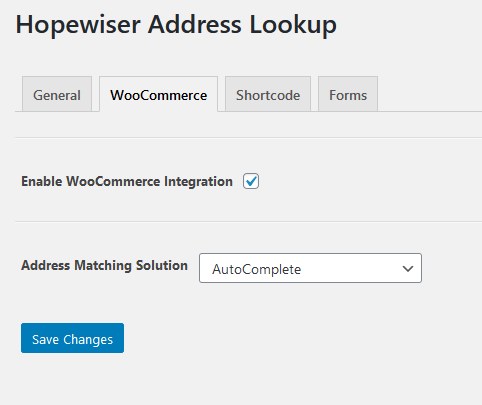 Hopewiser Address Lookup
General WooCommerce Shortcode Forms
Enable WooCommerce Integration
Address Matching Solution AutoComplete
Save Changes